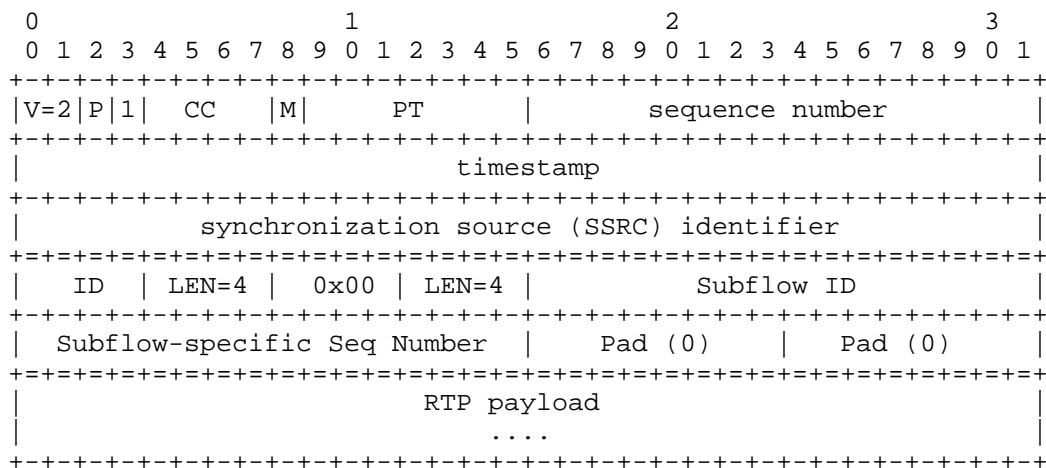 0                   1                   2                   3
 0 1 2 3 4 5 6 7 8 9 0 1 2 3 4 5 6 7 8 9 0 1 2 3 4 5 6 7 8 9 0 1
+-+-+-+-+-+-+-+-+-+-+-+-+-+-+-+-+-+-+-+-+-+-+-+-+-+-+-+-+-+-+-+-+
|V=2|P|1|  CC   |M|     PT      |       sequence number         |
+-+-+-+-+-+-+-+-+-+-+-+-+-+-+-+-+-+-+-+-+-+-+-+-+-+-+-+-+-+-+-+-+
|                           timestamp                           |
+-+-+-+-+-+-+-+-+-+-+-+-+-+-+-+-+-+-+-+-+-+-+-+-+-+-+-+-+-+-+-+-+
|           synchronization source (SSRC) identifier            |
+=+=+=+=+=+=+=+=+=+=+=+=+=+=+=+=+=+=+=+=+=+=+=+=+=+=+=+=+=+=+=+=+
|   ID  | LEN=4 |  0x00 | LEN=4 |          Subflow ID           |
+-+-+-+-+-+-+-+-+-+-+-+-+-+-+-+-+-+-+-+-+-+-+-+-+-+-+-+-+-+-+-+-+
|  Subflow-specific Seq Number  |    Pad (0)    |   Pad (0)     |
+=+=+=+=+=+=+=+=+=+=+=+=+=+=+=+=+=+=+=+=+=+=+=+=+=+=+=+=+=+=+=+=+
|                         RTP payload                           |
|                             ....                              |
+-+-+-+-+-+-+-+-+-+-+-+-+-+-+-+-+-+-+-+-+-+-+-+-+-+-+-+-+-+-+-+-+